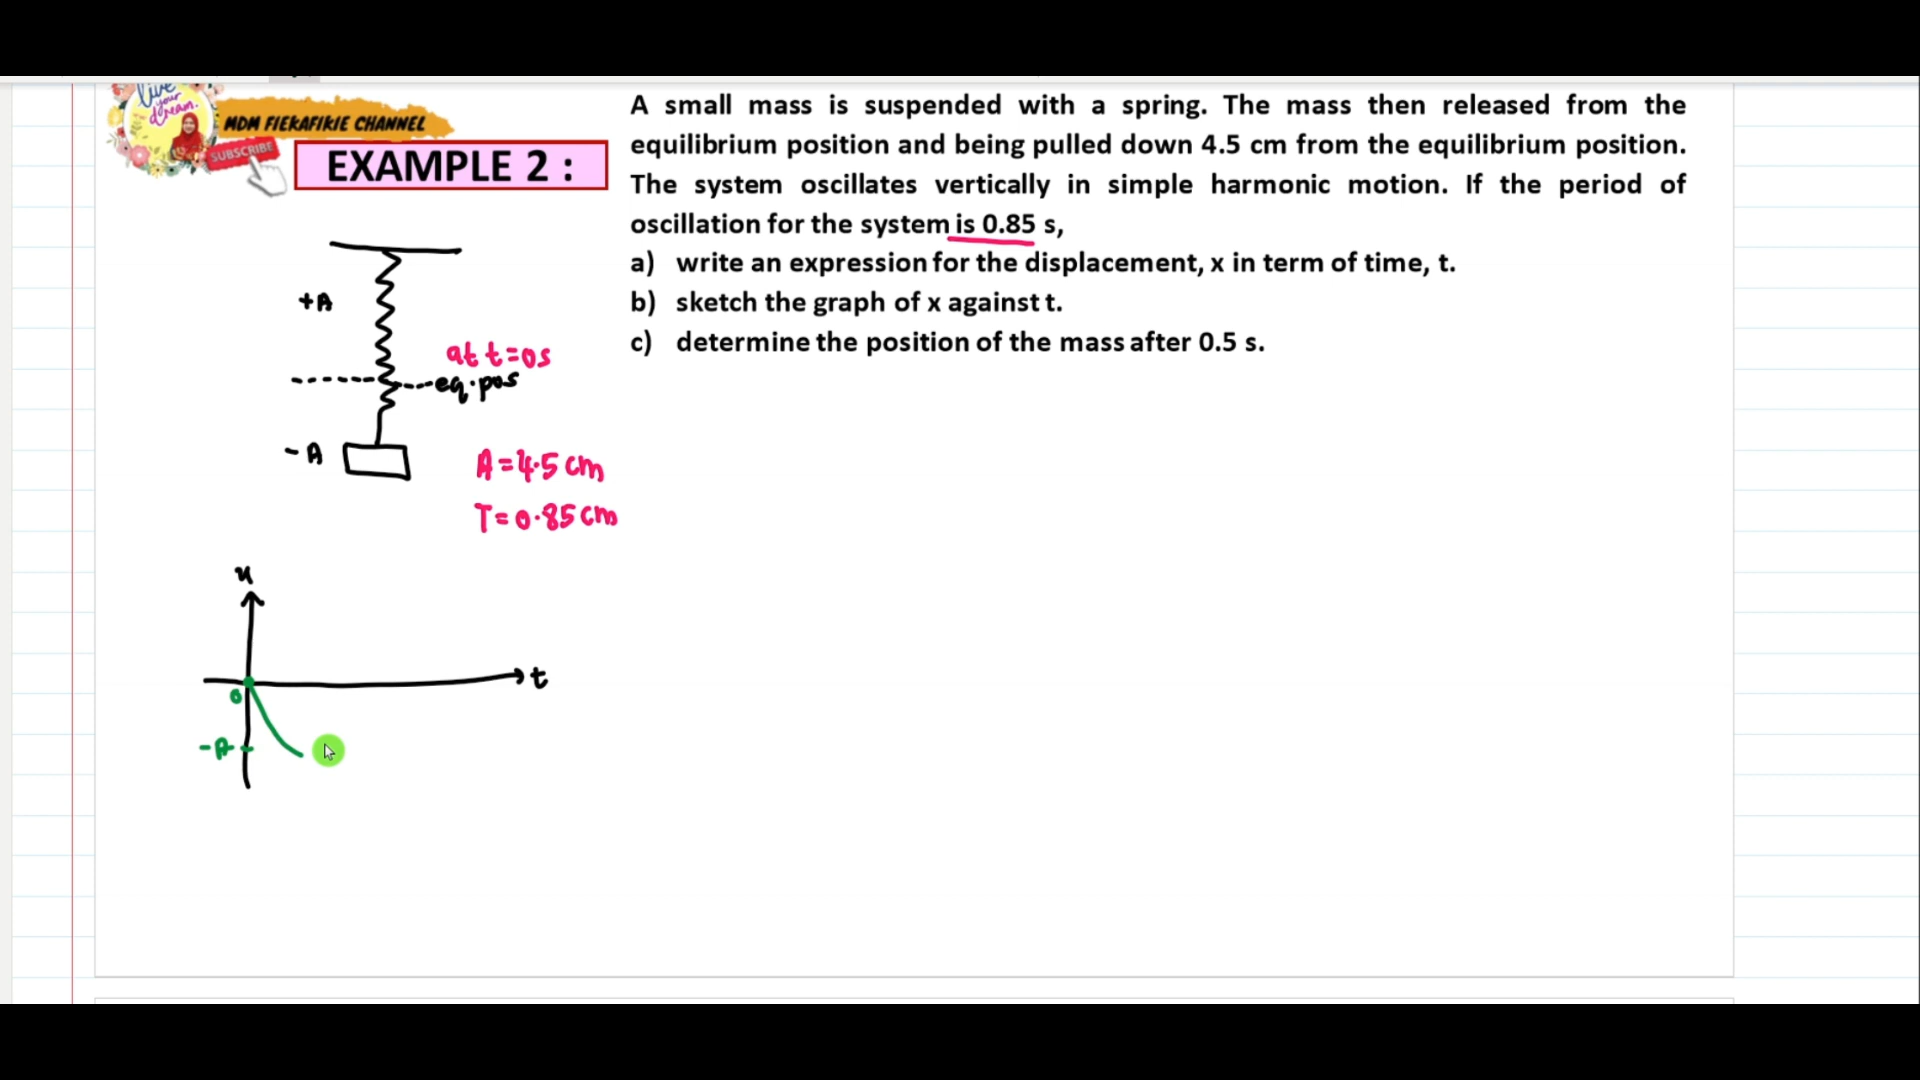 Live
your
dream.
MDM FIEKAFIKIE CHANNEL
SUBSCRIBE
EXAMPLE 2 :
A small mass is suspended with a spring. The mass then released from the
equilibrium position and being pulled down 4.5 cm from the equilibrium position.
The system oscillates vertically in simple harmonic motion. If the period of
oscillation for the system is 0.85 s,
a) write an expression for the displacement, x in term of time, t.
b) sketch the graph of x against t.
c) determine the position of the mass after 0.5 s.
+A
at t=0s
eq.pos
-A
A = 4.5 cm
T = 0.85 cm
x
t
0
-A